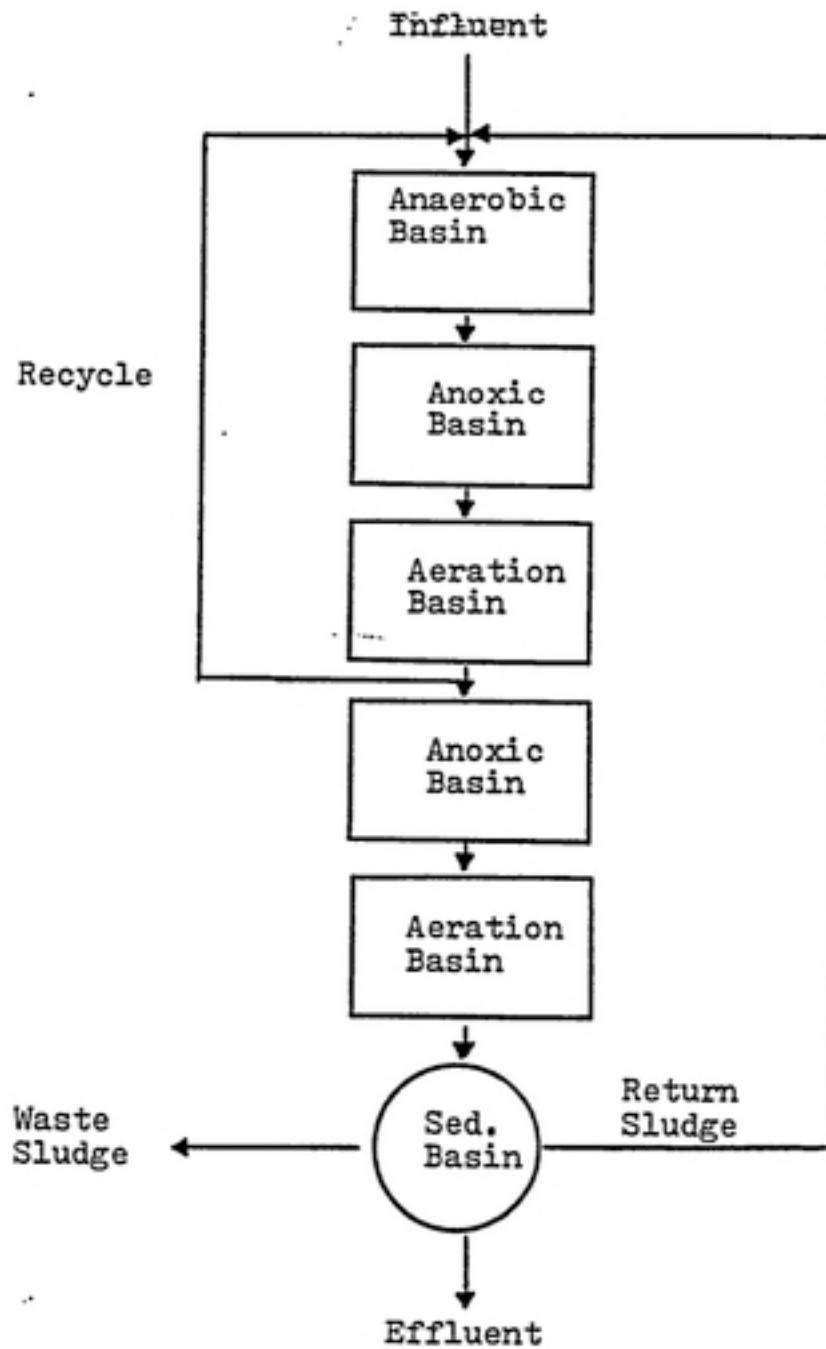 Influent
Anaerobic
Basin
Recycle
Anoxic
Basin
Aeration
Basin
Anoxic
Basin
Aeration
Basin
Return
Sludge
Waste
Sludge
Sed.
Basin
Effluent